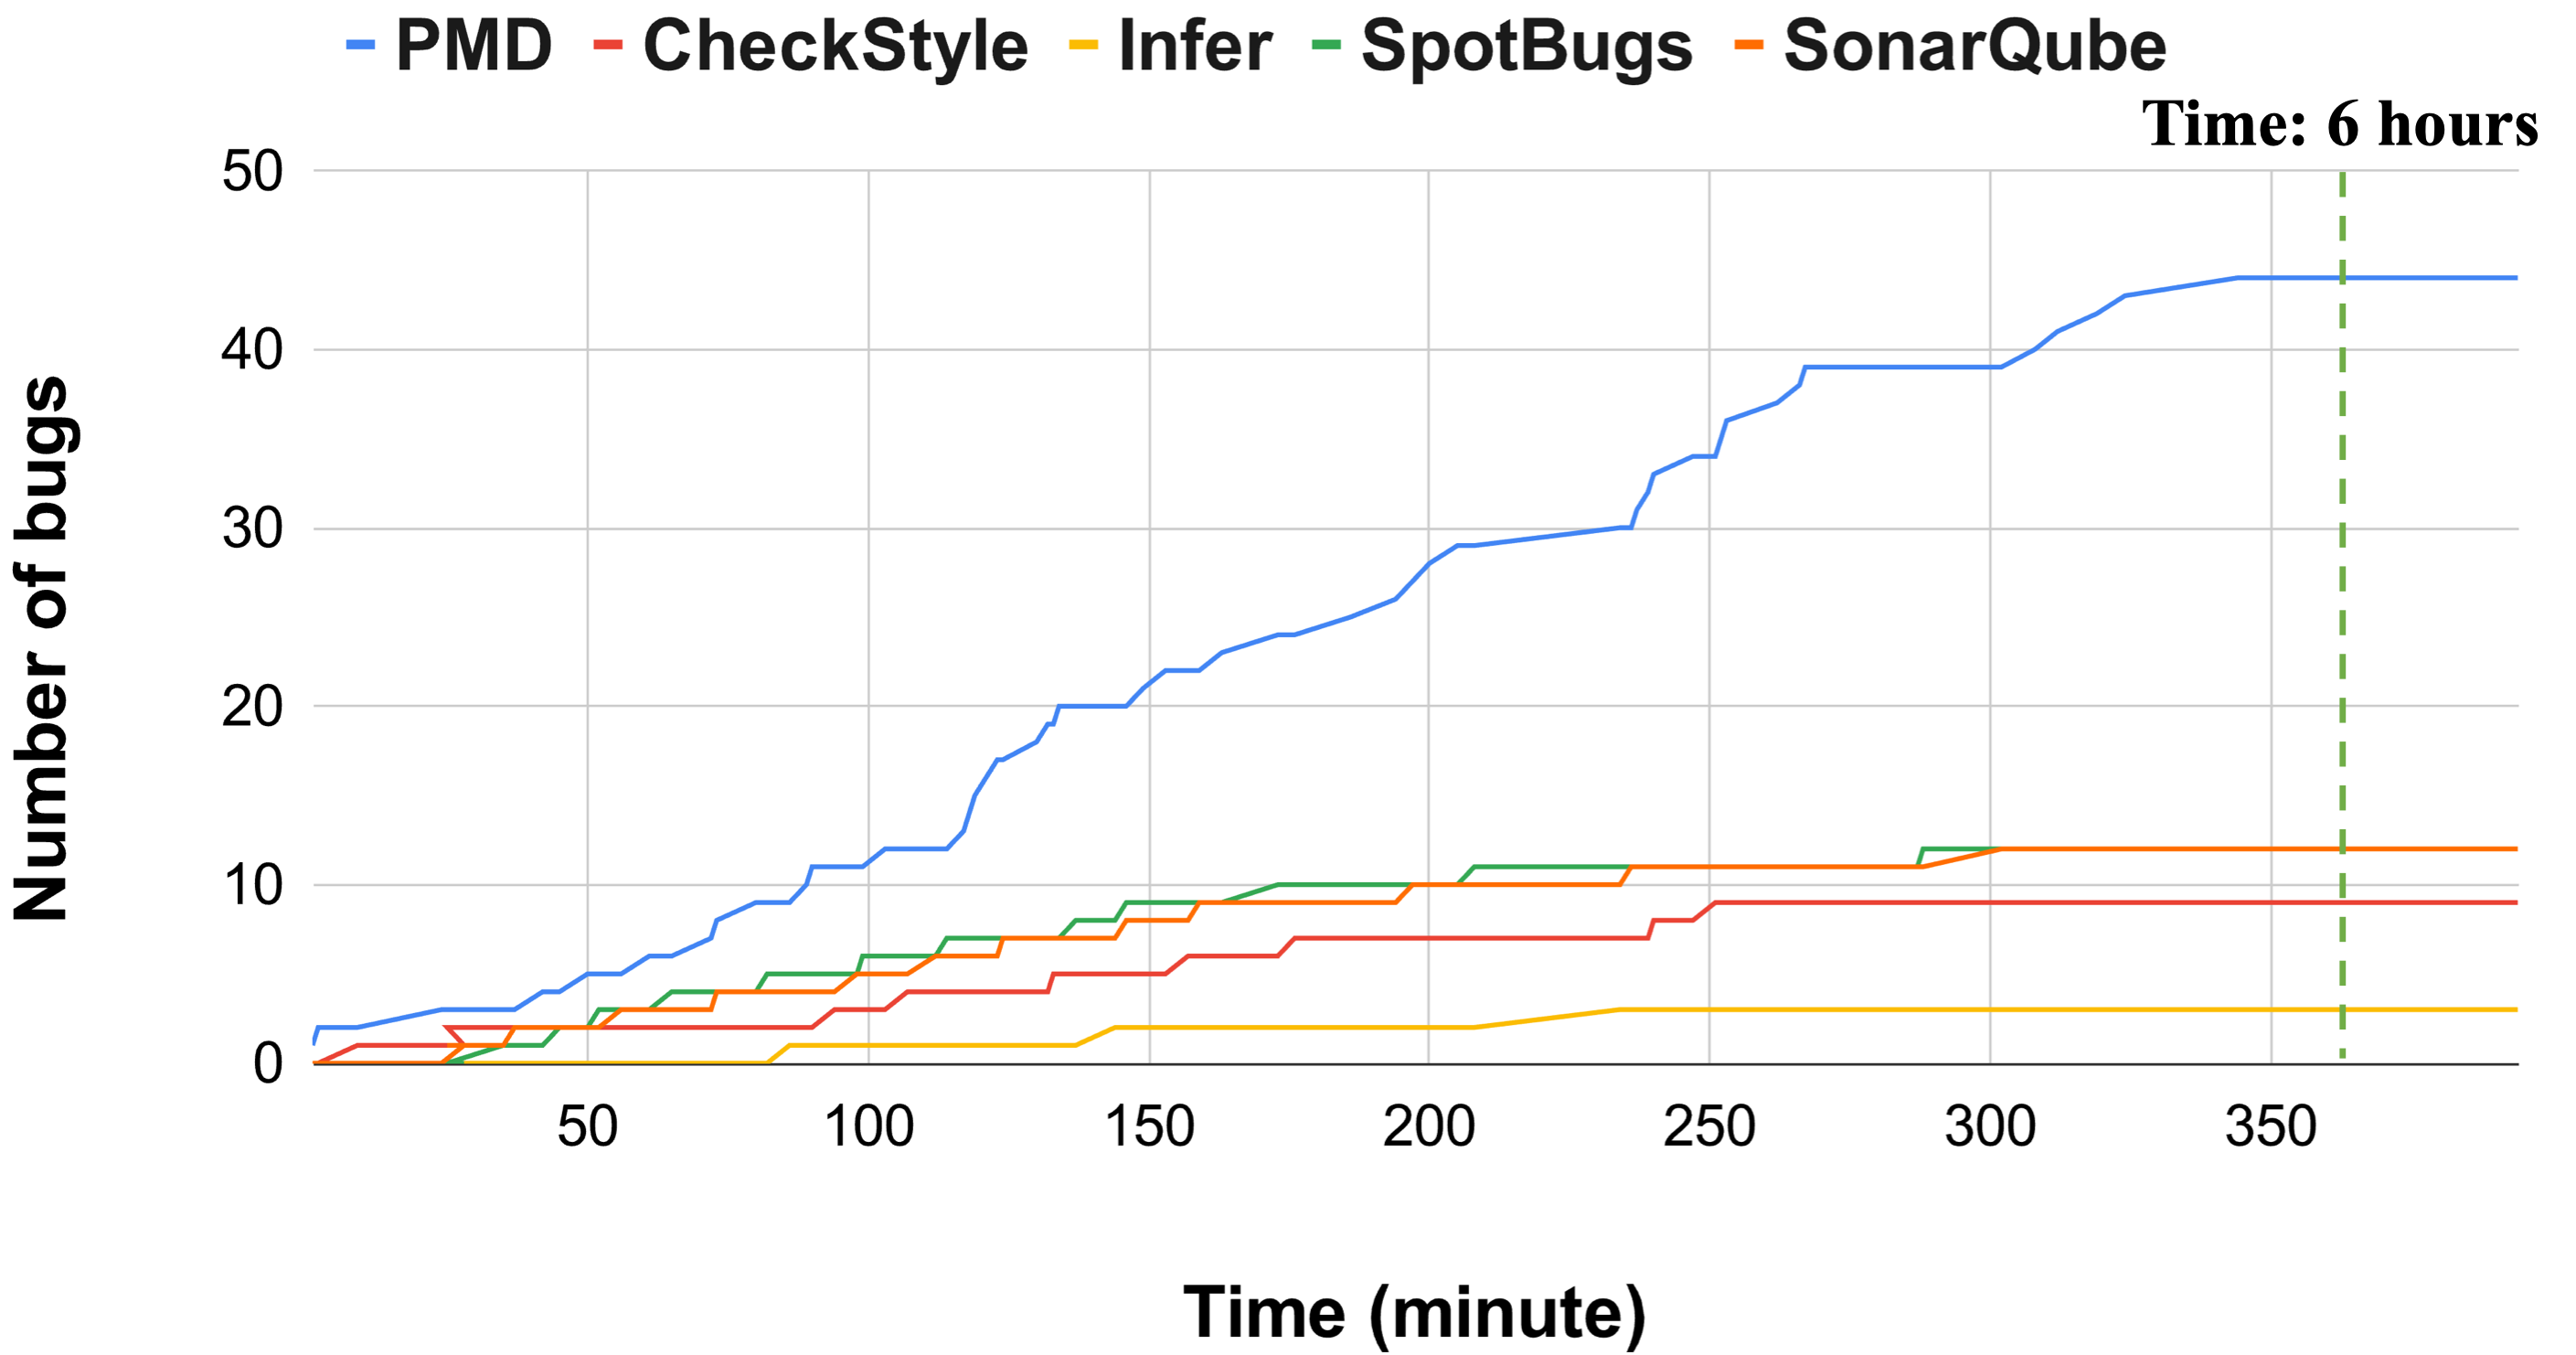 PMD CheckStyle Infer SpotBugs SonarQube
Time: 6 hours
50
40
30
20
10
0
Number of bugs
50 100 150 200 250 300 350
Time (minute)